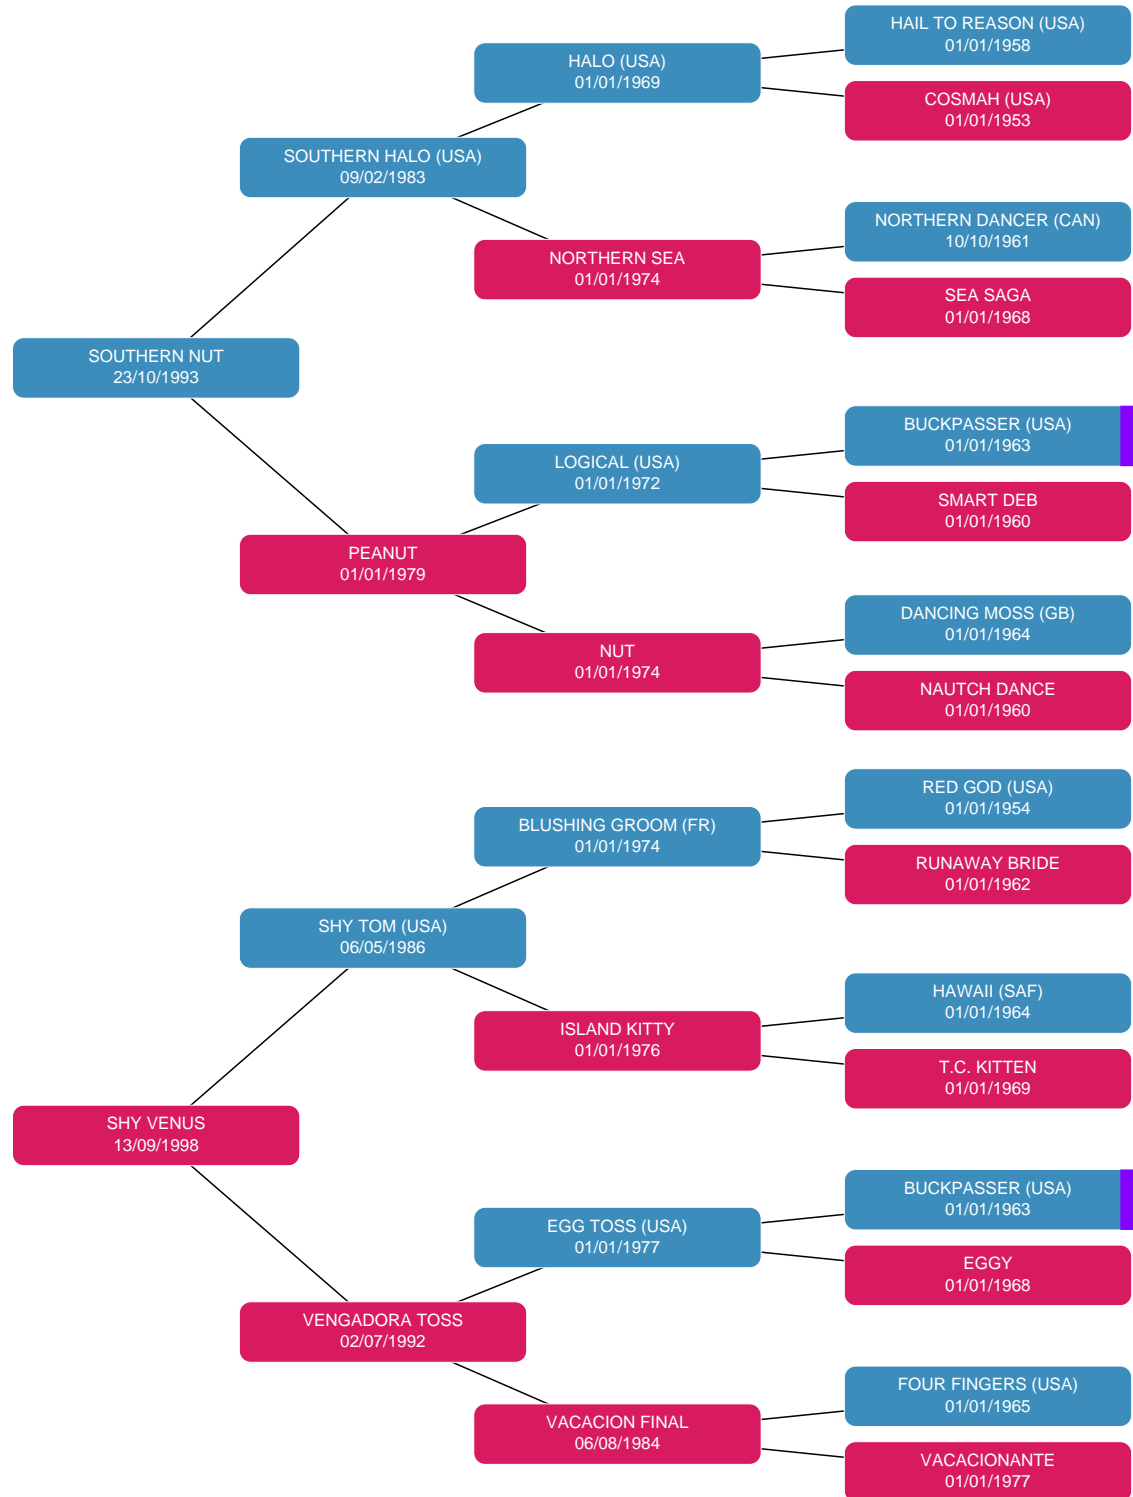 HAIL TO REASON (USA)
01/01/1958
HALO (USA)
01/01/1969
COSMAH (USA)
01/01/1953
SOUTHERN HALO (USA)
09/02/1983
NORTHERN DANCER (CAN)
10/10/1961
NORTHERN SEA
01/01/1974
SEA SAGA
01/01/1968
SOUTHERN NUT
23/10/1993
BUCKPASSER (USA)
01/01/1963
LOGICAL (USA)
01/01/1972
SMART DEB
01/01/1960
PEANUT
01/01/1979
DANCING MOSS (GB)
01/01/1964
NUT
01/01/1974
NAUTCH DANCE
01/01/1960
RED GOD (USA)
01/01/1954
BLUSHING GROOM (FR)
01/01/1974
RUNAWAY BRIDE
01/01/1962
SHY TOM (USA)
06/05/1986
HAWAII (SAF)
01/01/1964
ISLAND KITTY
01/01/1976
T.C. KITTEN
01/01/1969
SHY VENUS
13/09/1998
BUCKPASSER (USA)
01/01/1963
EGG TOSS (USA)
01/01/1977
EGGY
01/01/1968
VENGADORA TOSS
02/07/1992
FOUR FINGERS (USA)
01/01/1965
VACACION FINAL
06/08/1984
VACACIONANTE
01/01/1977